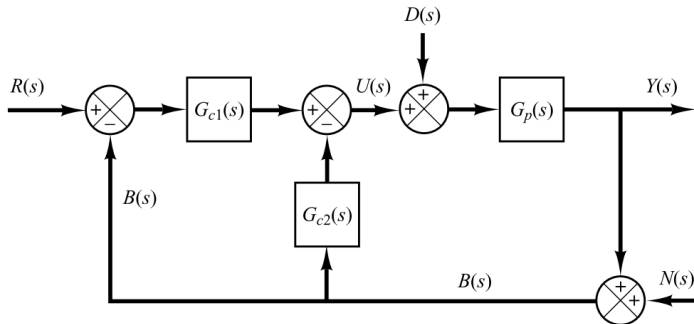 D(s)
R(s)
+
−
G_{c1}(s)
+
−
U(s)
+
+
G_p(s)
Y(s)
B(s)
G_{c2}(s)
B(s)
+
+
N(s)